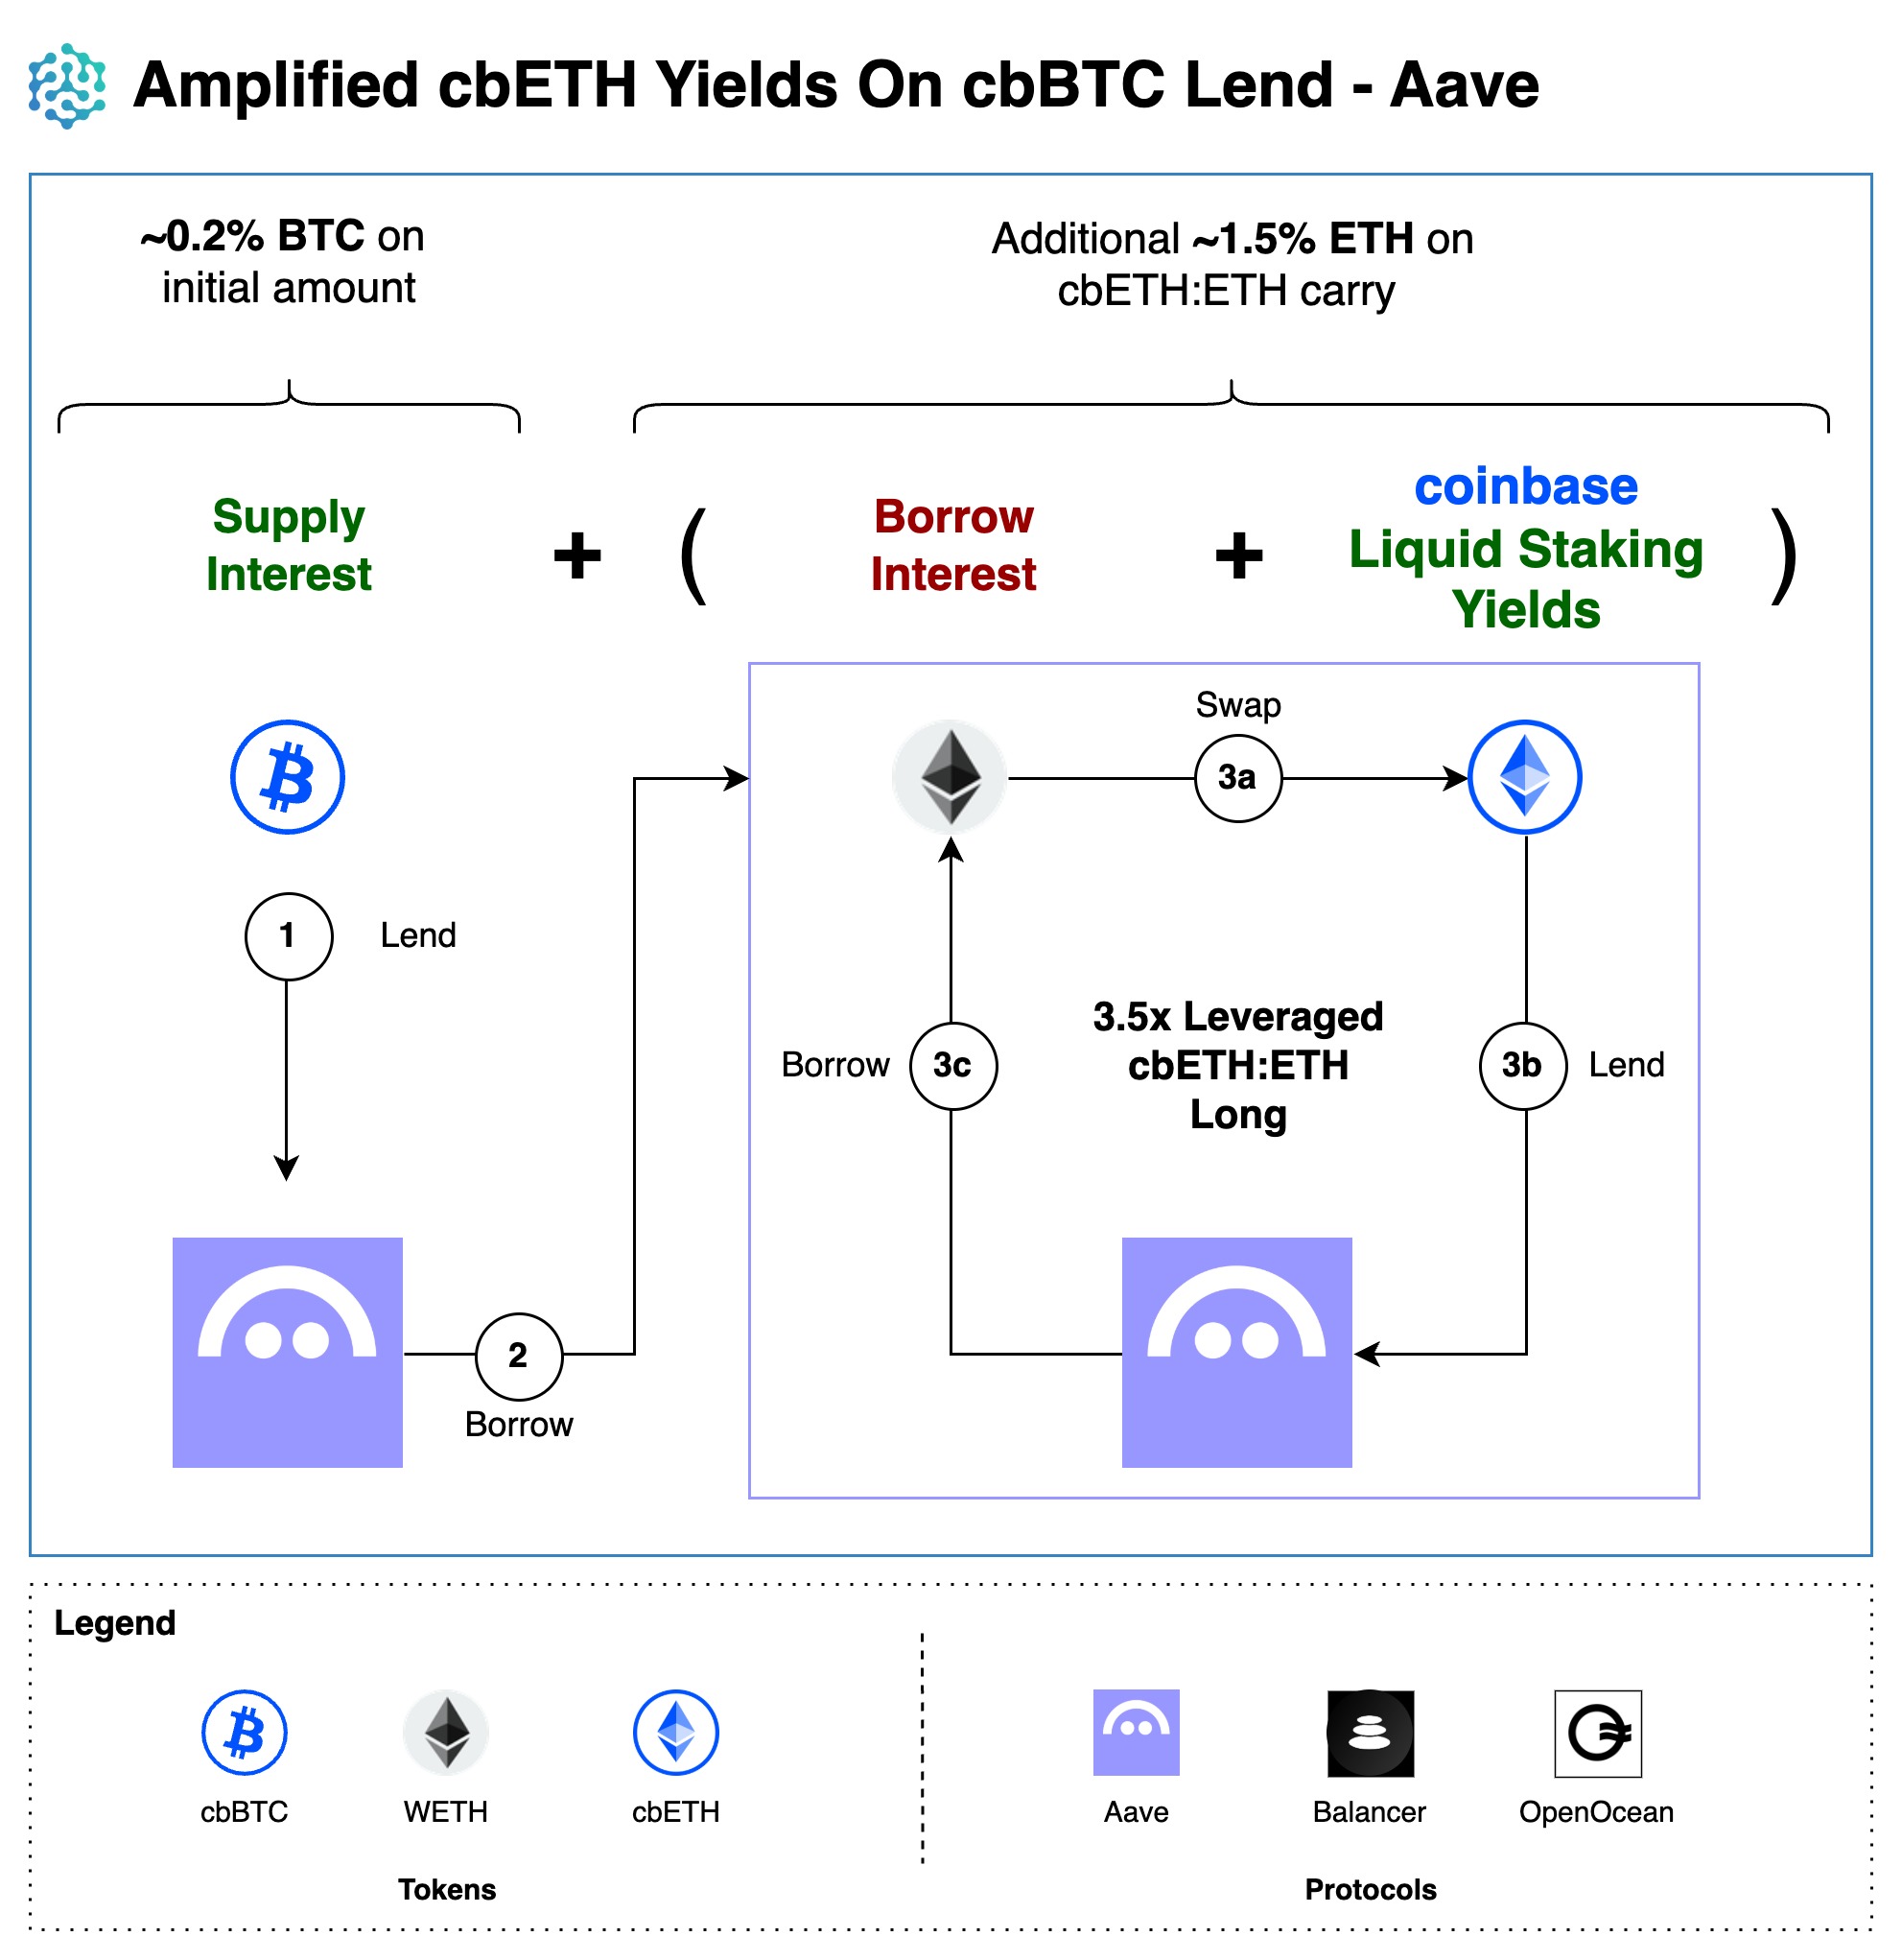 Amplified cbETH Yields On cbBTC Lend - Aave
~0.2% BTC on
initial amount
Additional ~1.5% ETH on
cbETH:ETH carry
Supply
Interest
+
(
Borrow
Interest
+
coinbase
Liquid Staking
Yields
)
Swap
3a
1
Lend
3.5x Leveraged
cbETH:ETH
Long
Borrow
3c
3b
Lend
2
Borrow
Legend
cbBTC
WETH
cbETH
Tokens
Aave
Balancer
OpenOcean
Protocols